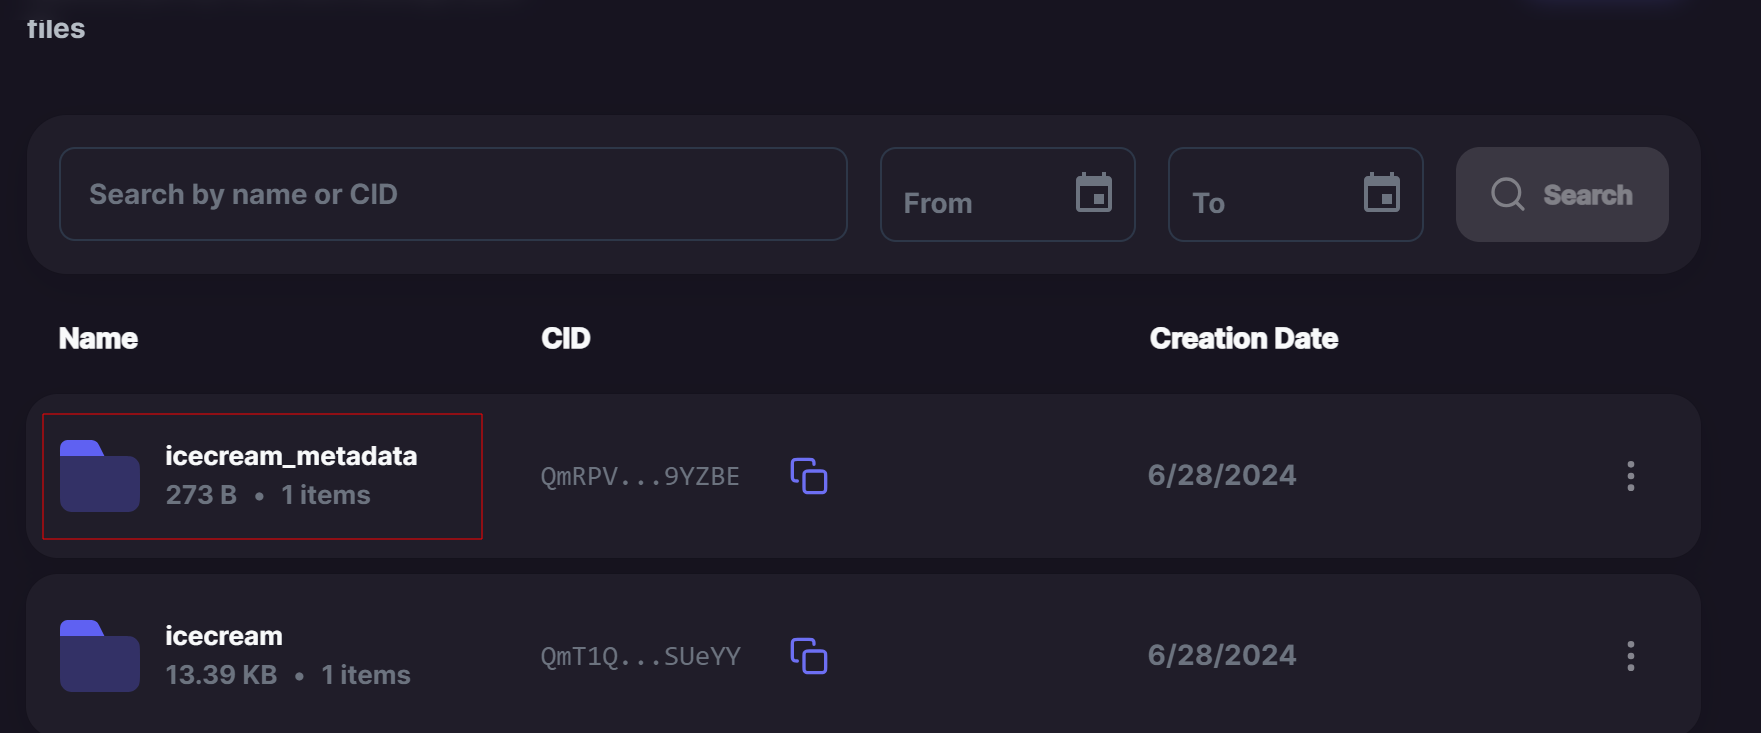 files
Search by name or CID
From
To
Search
Name CID Creation Date
icecream_metadata
273 B • 1 items
QmRPV...9YZBE
6/28/2024
icecream
13.39 KB • 1 items
QmT1Q...SUeYY
6/28/2024